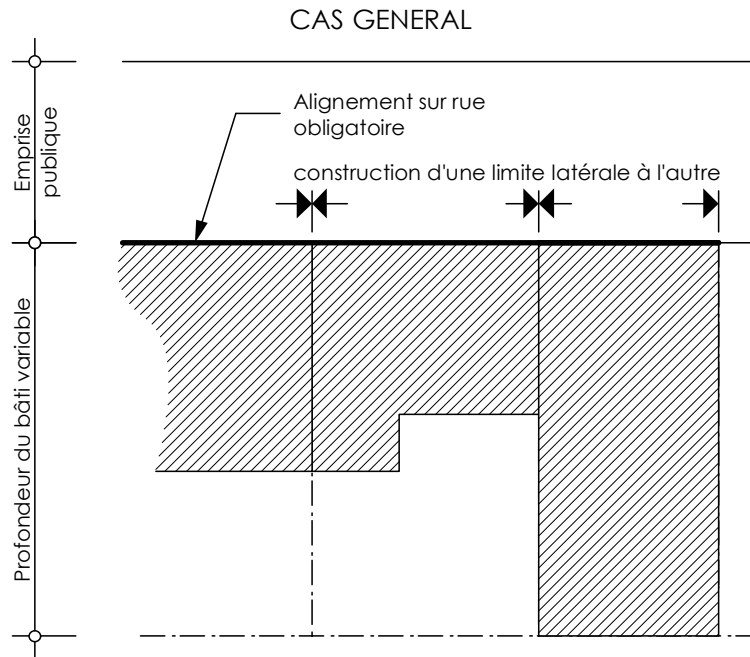 CAS GENERAL
Alignement sur rue
obligatoire
construction d'une limite latérale à l'autre
Emprise
publique
Profondeur du bâti variable